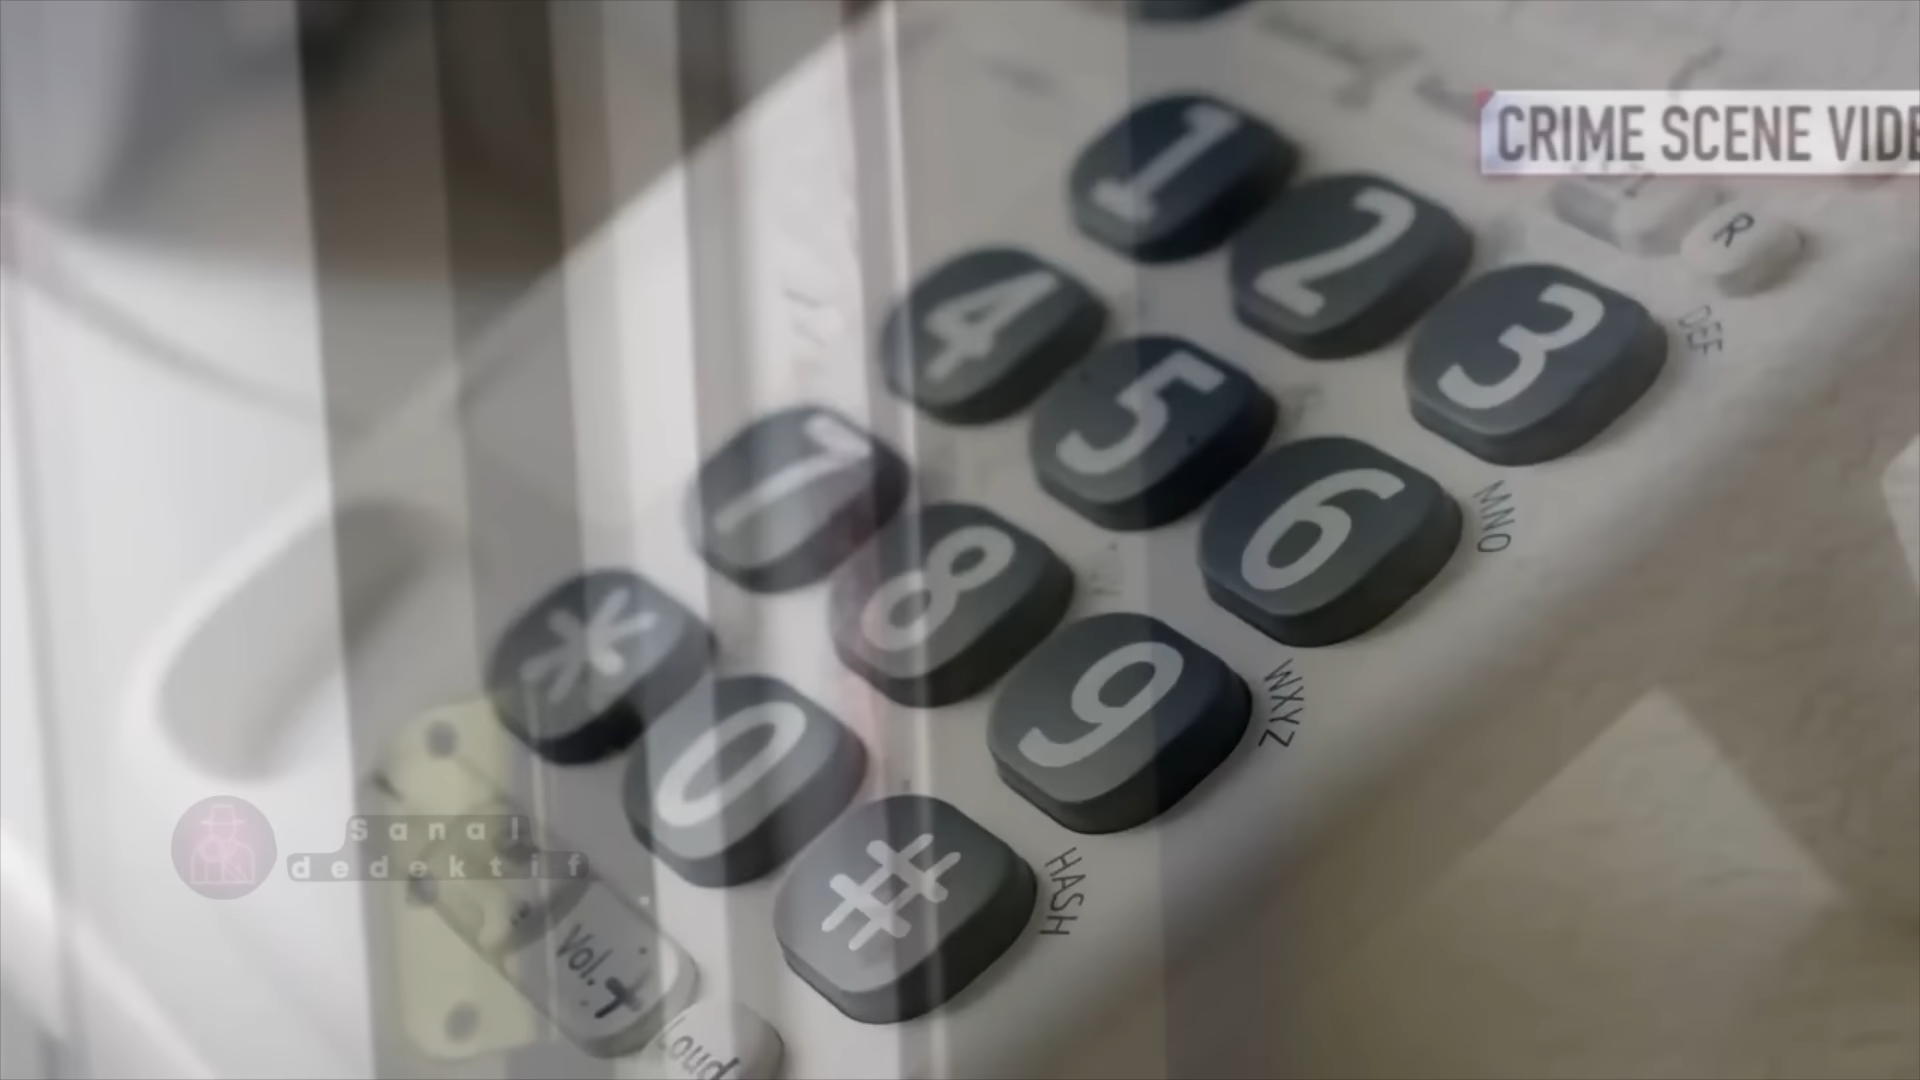 CRIME SCENE VIDE
1
2
R
3
DEF
4
5
6
MNO
7
8
9
WXYZ
*
0
#
HASH
Sanal
dedektif
Vol.+
Loud